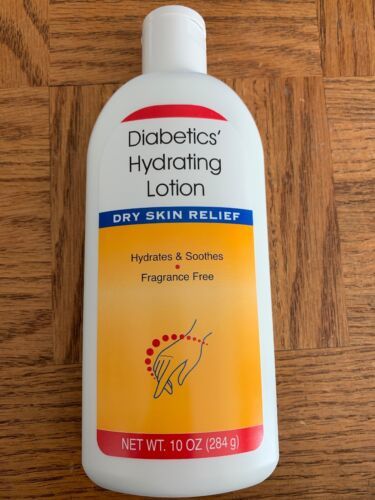 Diabetics'
Hydrating
Lotion
DRY SKIN RELIEF
Hydrates & Soothes
•
Fragrance Free
NET WT. 10 OZ (284 g)